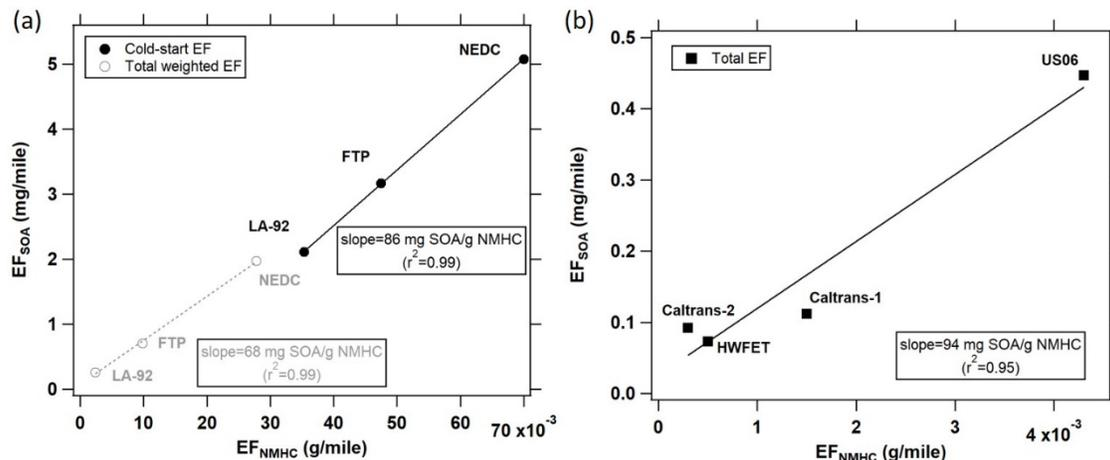 (a)
Cold-start EF
Total weighted EF
NEDC
FTP
LA-92
slope=86 mg SOA/g NMHC
(r²=0.99)
NEDC
FTP
LA-92
slope=68 mg SOA/g NMHC
(r²=0.99)
EF_SOA (mg/mile)
5
4
3
2
1
0
0 10 20 30 40 50 60 70 x10⁻³
EF_NMHC (g/mile)
(b)
Total EF
US06
Caltrans-2
Caltrans-1
HWFET
slope=94 mg SOA/g NMHC
(r²=0.95)
EF_SOA (mg/mile)
0.5
0.4
0.3
0.2
0.1
0.0
0 1 2 3 4 x10⁻³
EF_NMHC (g/mile)